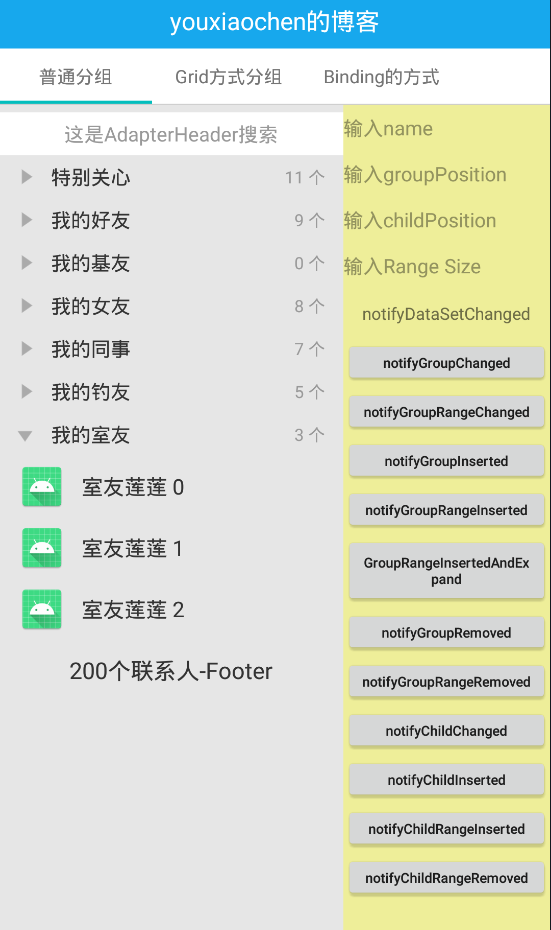 youxiaochen的博客
普通分组
Grid方式分组
Binding的方式
这是AdapterHeader搜索
特别关心
11 个
我的好友
9 个
我的基友
0 个
我的女友
8 个
我的同事
7 个
我的钓友
5 个
我的室友
3 个
室友莲莲 0
室友莲莲 1
室友莲莲 2
200个联系人-Footer
输入name
输入groupPosition
输入childPosition
输入Range Size
notifyDataSetChanged
notifyGroupChanged
notifyGroupRangeChanged
notifyGroupInserted
notifyGroupRangeInserted
GroupRangeInsertedAndEx
pand
notifyGroupRemoved
notifyGroupRangeRemoved
notifyChildChanged
notifyChildInserted
notifyChildRangeInserted
notifyChildRangeRemoved